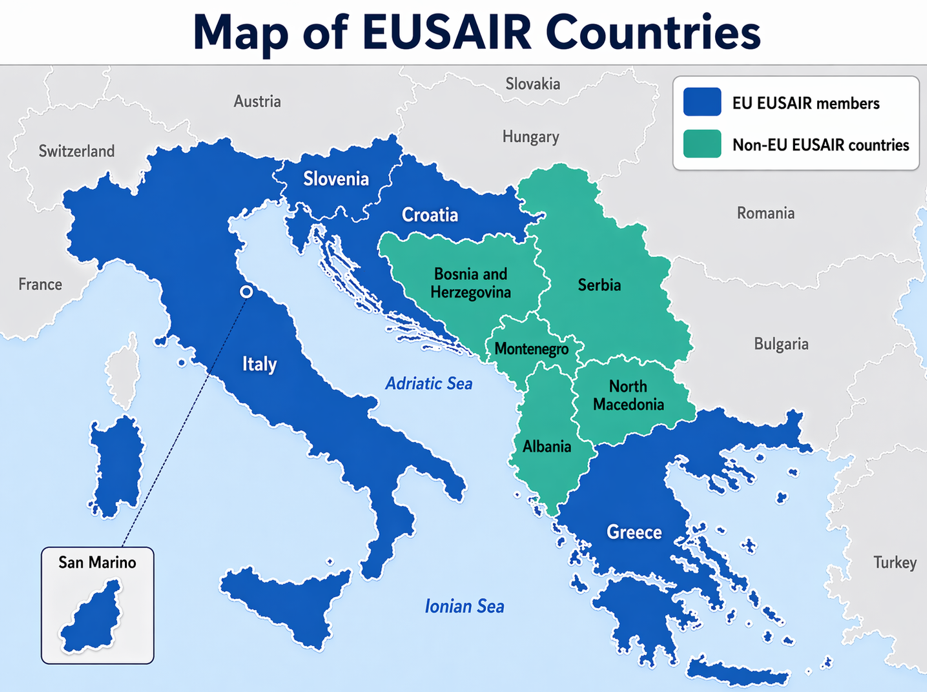 Map of EUSAIR Countries
Slovakia
Austria
EU EUSAIR members
Hungary
Non-EU EUSAIR countries
Switzerland
Slovenia
Croatia
Romania
Bosnia and
Herzegovina
Serbia
France
Bulgaria
Montenegro
Italy
Adriatic Sea
North
Macedonia
Albania
Greece
San Marino
Turkey
Ionian Sea